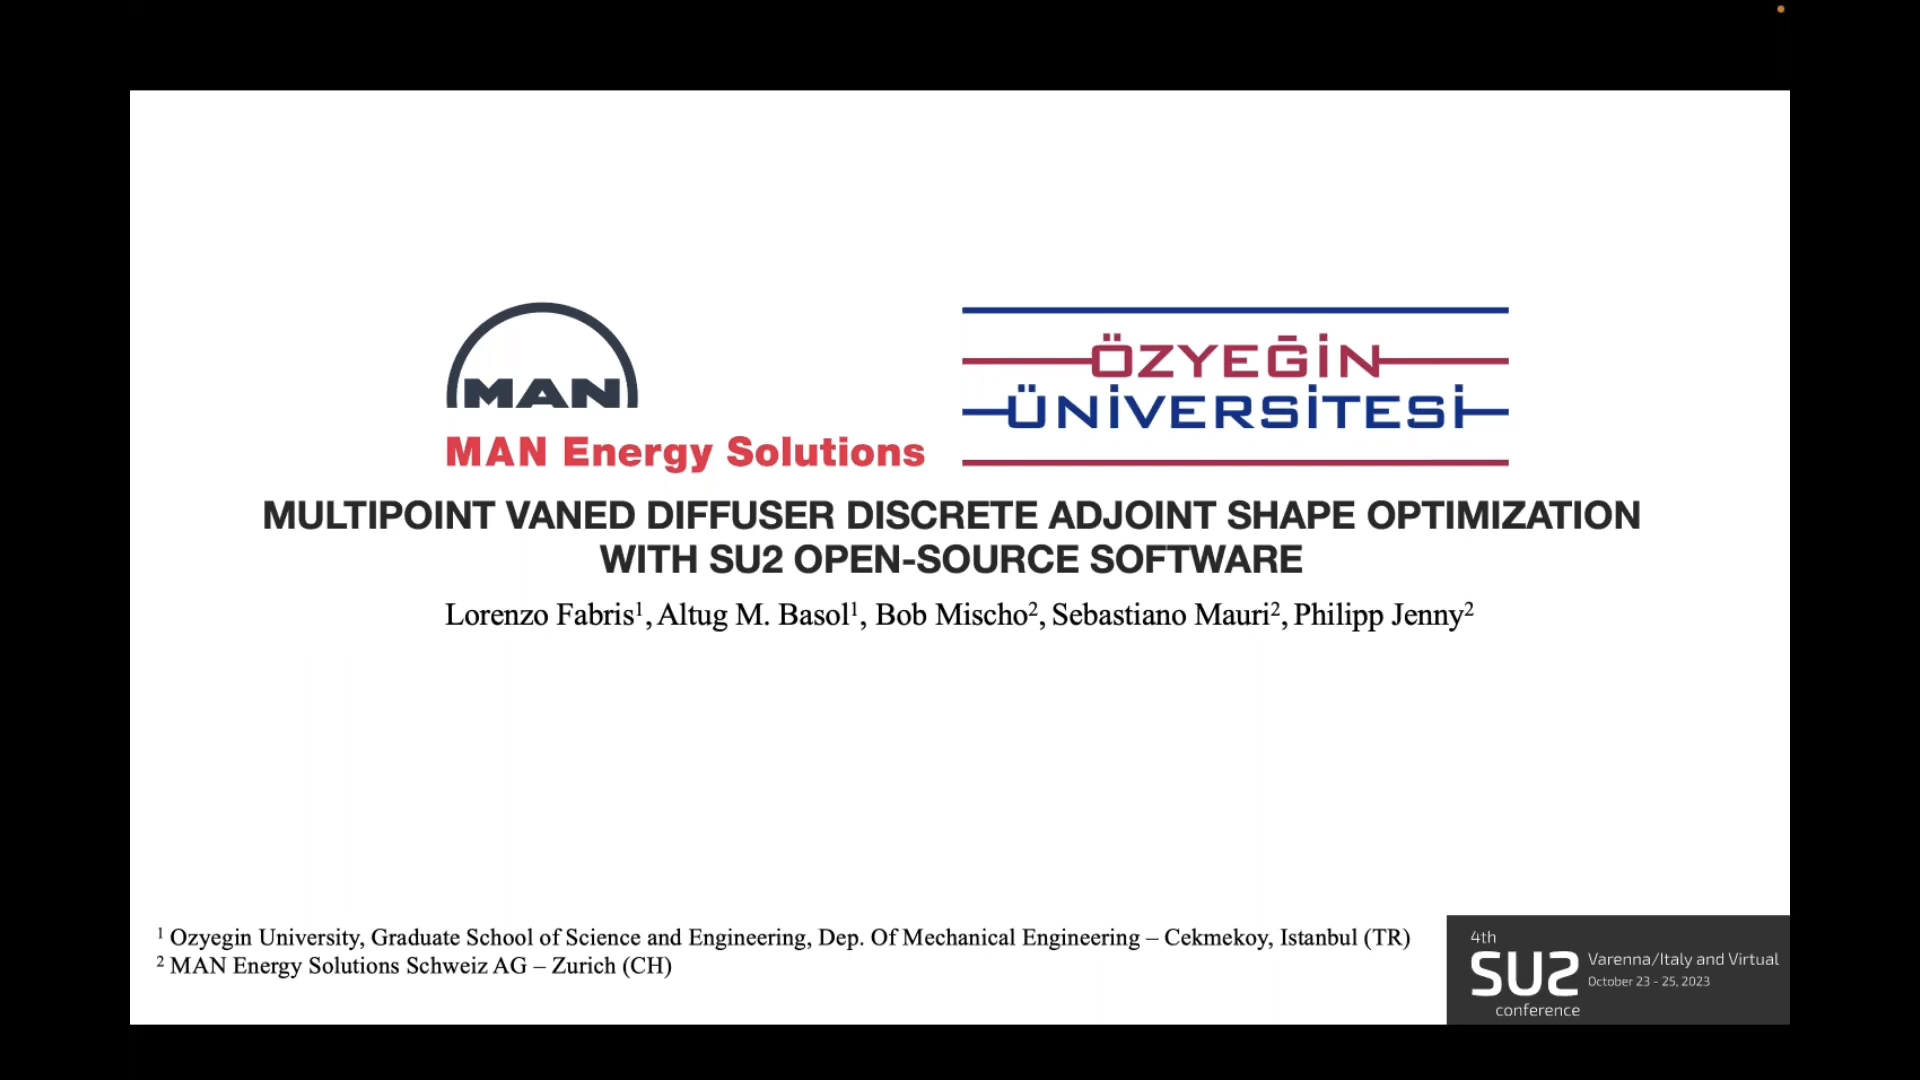 MAN
MAN Energy Solutions
ÖZYEĞİN
ÜNİVERSİTESİ
MULTIPOINT VANED DIFFUSER DISCRETE ADJOINT SHAPE OPTIMIZATION
WITH SU2 OPEN-SOURCE SOFTWARE
Lorenzo Fabris¹, Altug M. Basol¹, Bob Mischo², Sebastiano Mauri², Philipp Jenny²
¹ Ozyegin University, Graduate School of Science and Engineering, Dep. Of Mechanical Engineering – Cekmekoy, Istanbul (TR)
² MAN Energy Solutions Schweiz AG – Zurich (CH)
4th
SU2
conference
Varenna/Italy and Virtual
October 23 - 25, 2023